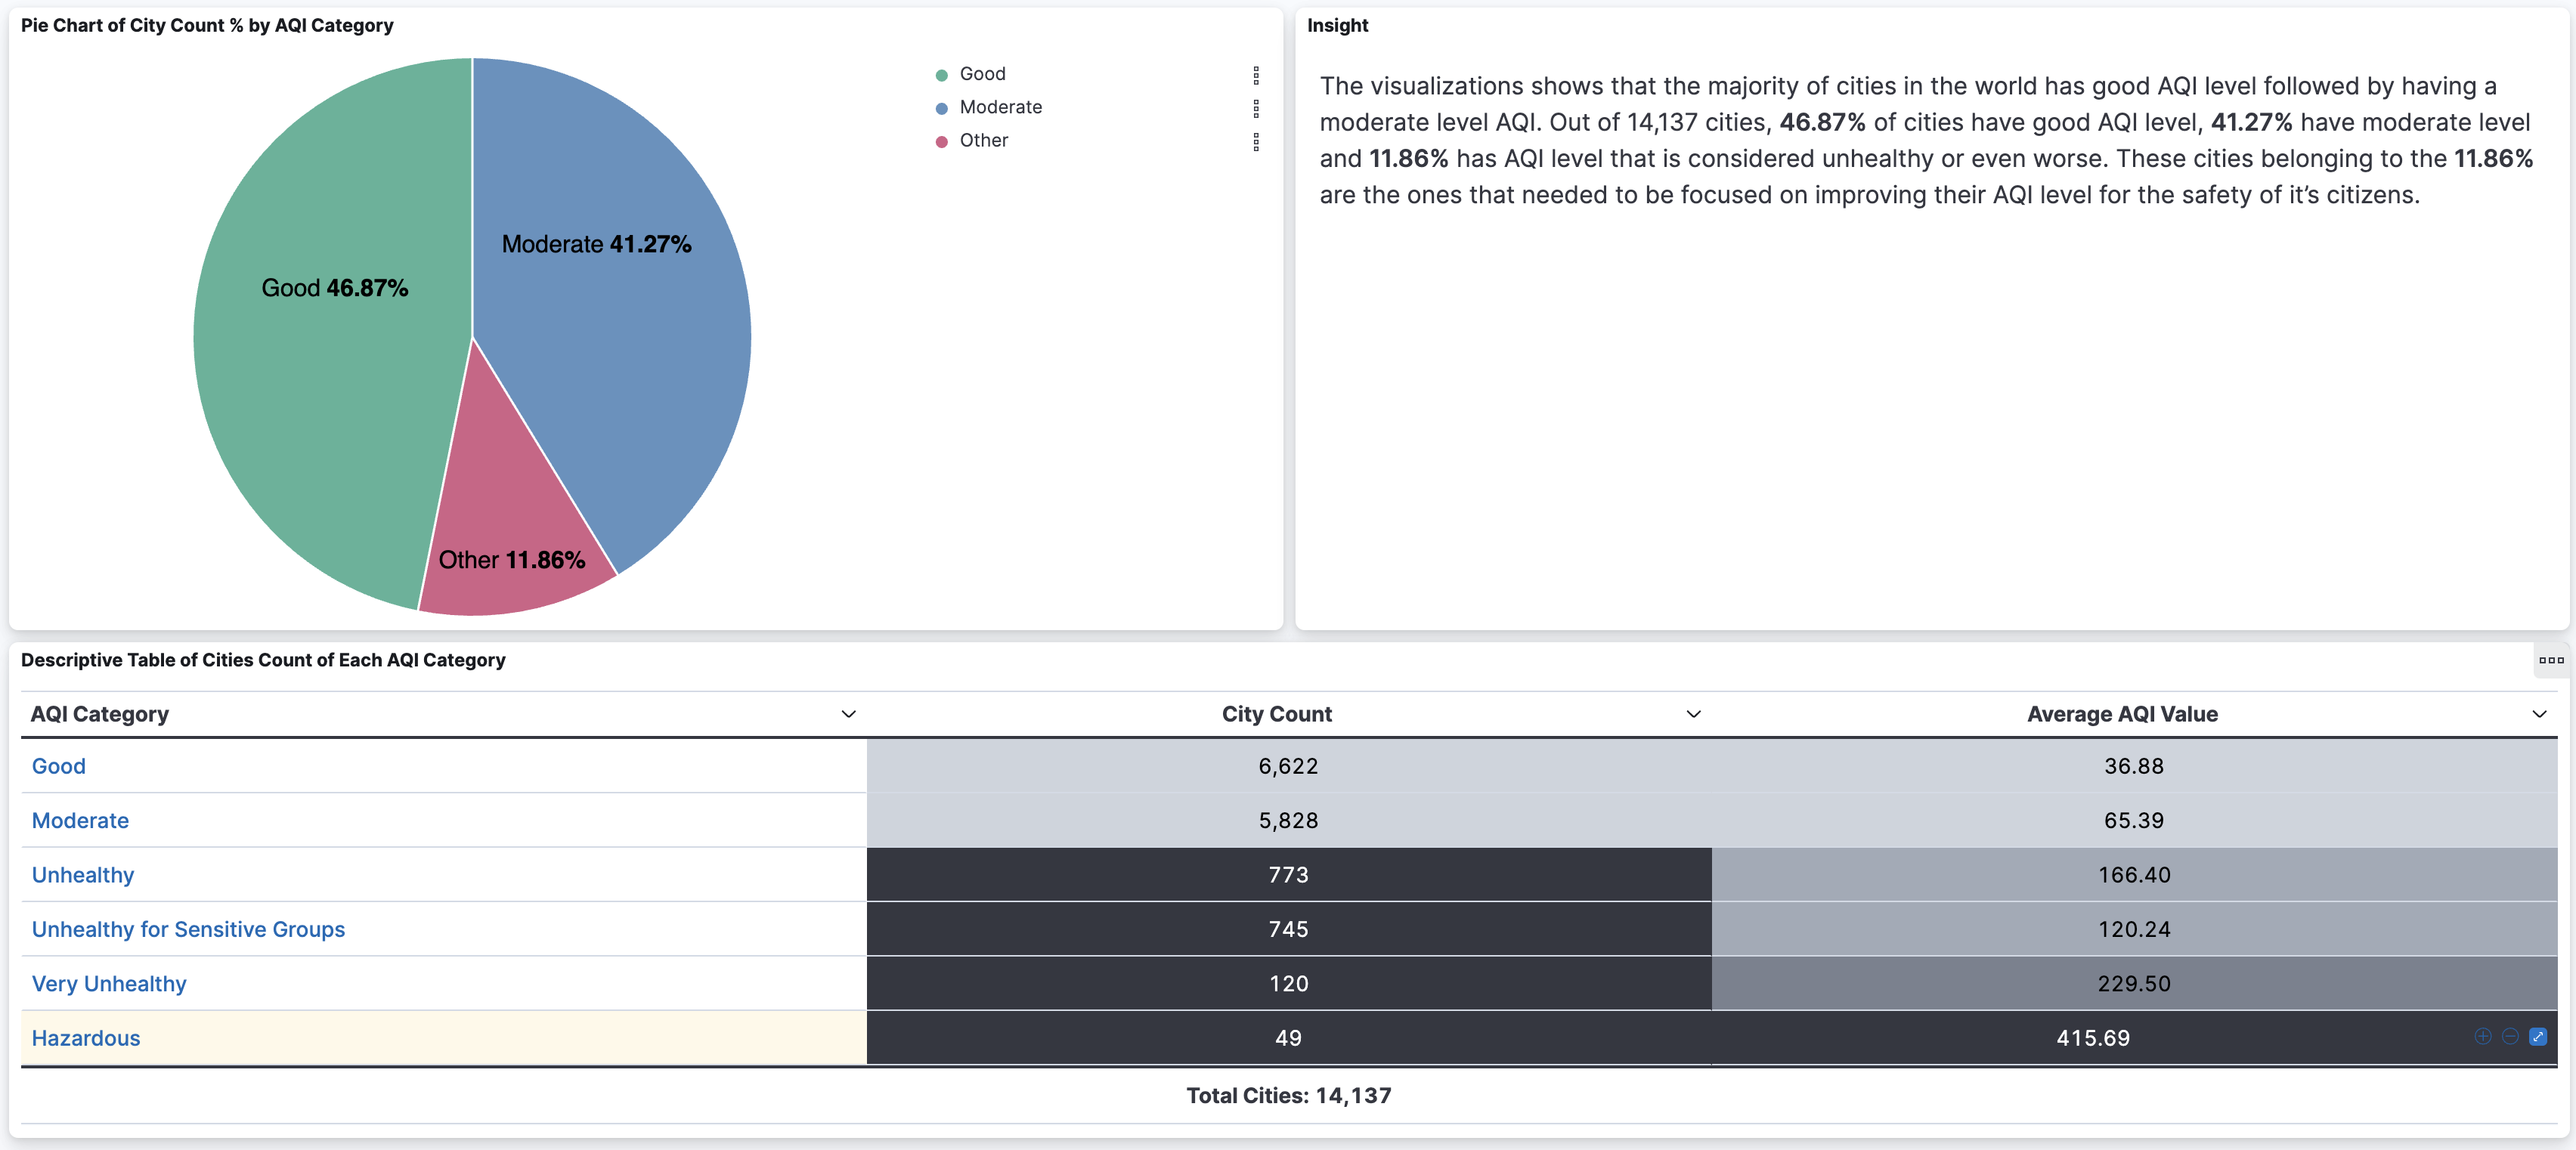 Pie Chart of City Count % by AQI Category
Good
Moderate
Other
Moderate 41.27%
Good 46.87%
Other 11.86%
Insight
The visualizations shows that the majority of cities in the world has good AQI level followed by having a
moderate level AQI. Out of 14,137 cities, 46.87% of cities have good AQI level, 41.27% have moderate level
and 11.86% has AQI level that is considered unhealthy or even worse. These cities belonging to the 11.86%
are the ones that needed to be focused on improving their AQI level for the safety of it’s citizens.
Descriptive Table of Cities Count of Each AQI Category
AQI Category City Count Average AQI Value
Good 6,622 36.88
Moderate 5,828 65.39
Unhealthy 773 166.40
Unhealthy for Sensitive Groups 745 120.24
Very Unhealthy 120 229.50
Hazardous 49 415.69
Total Cities: 14,137